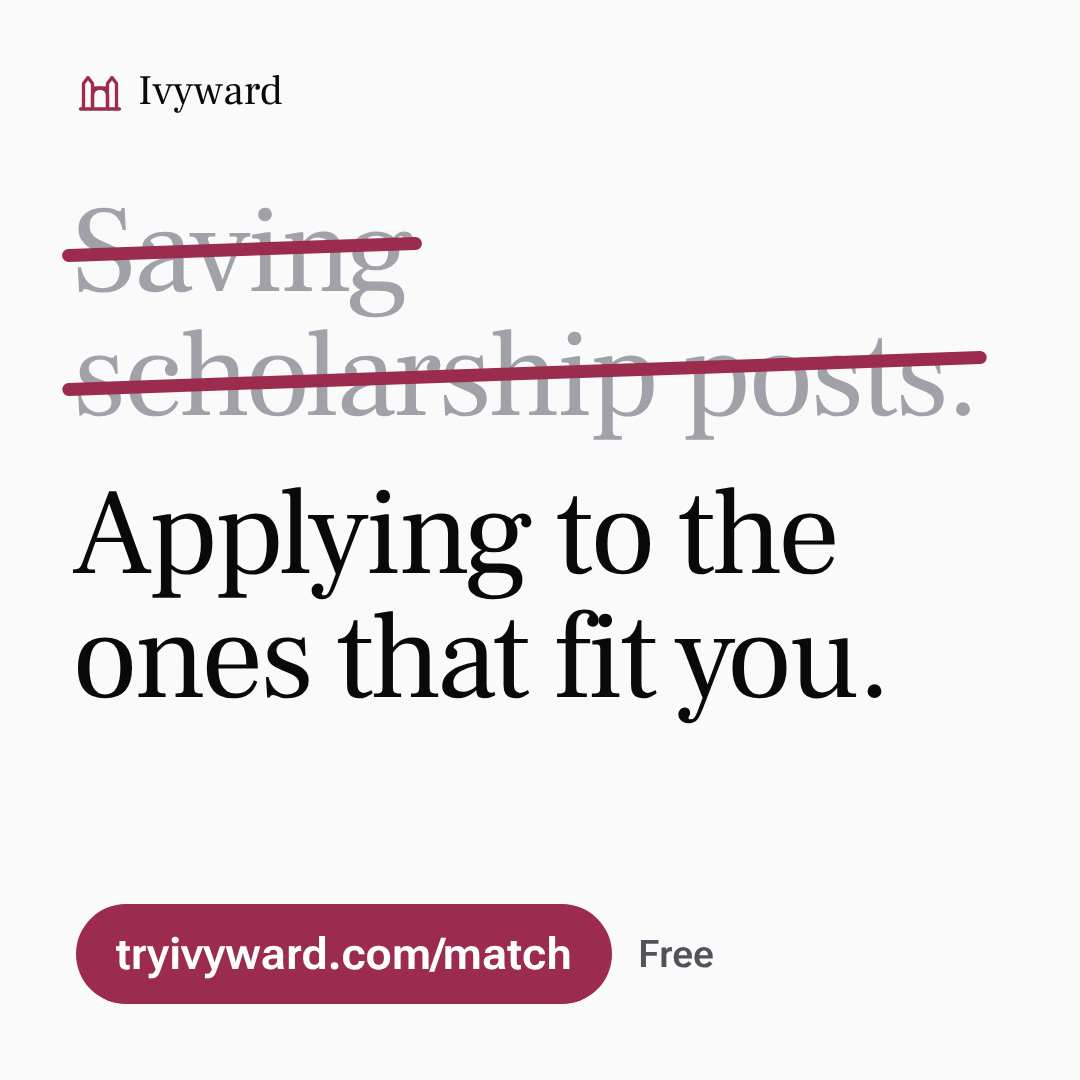 Ivyward
Saving
scholarship posts.
Applying to the
ones that fit you.
tryivyward.com/match
Free